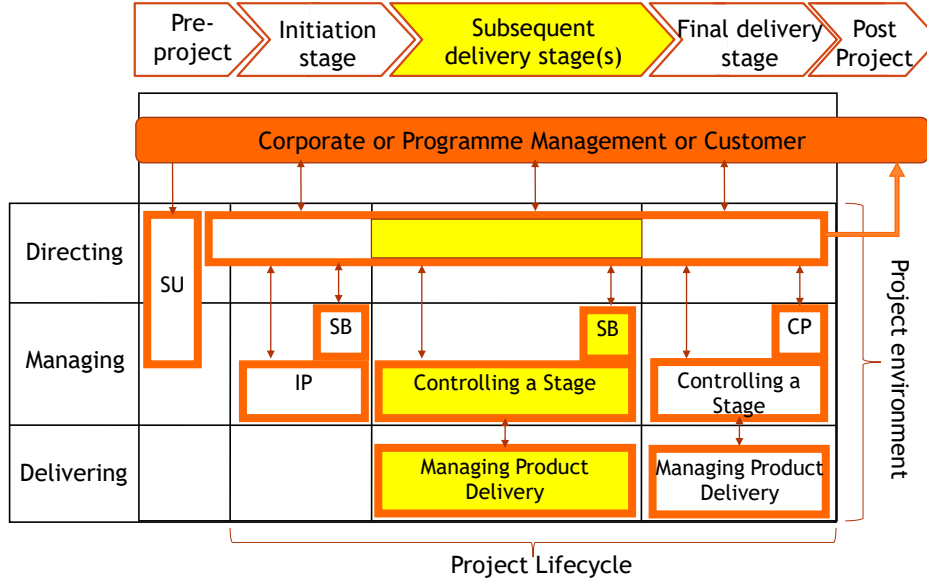 Pre-
project
Initiation
stage
Subsequent
delivery stage(s)
Final delivery
stage
Post
Project
Corporate or Programme Management or Customer
Directing
SU
Managing
SB
SB
CP
IP
Controlling a Stage
Controlling a
Stage
Delivering
Managing Product
Delivery
Managing Product
Delivery
Project environment
Project Lifecycle